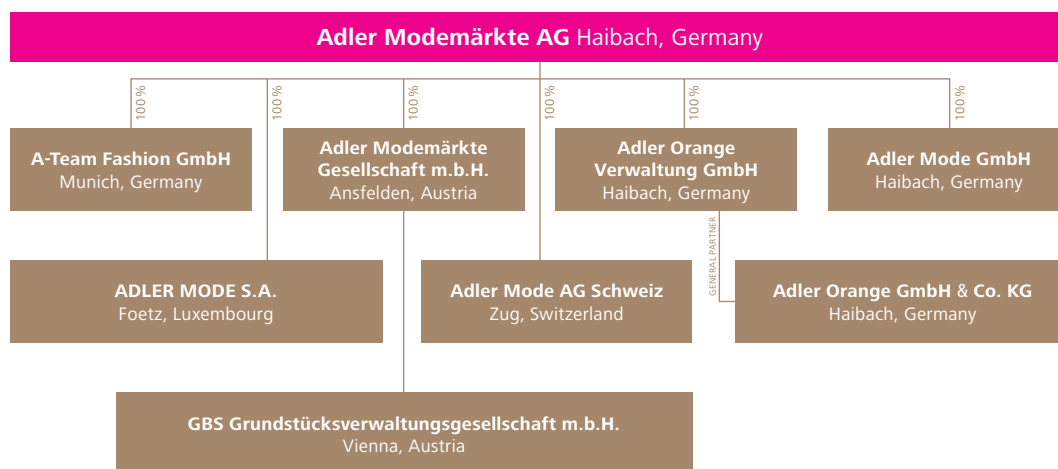 Adler Modemärkte AG Haibach, Germany
100 %
100 %
100 %
100 %
100 %
100 %
A-Team Fashion GmbH
Munich, Germany
Adler Modemärkte
Gesellschaft m.b.H.
Ansfelden, Austria
Adler Orange
Verwaltung GmbH
Haibach, Germany
Adler Mode GmbH
Haibach, Germany
GENERAL PARTNER
ADLER MODE S.A.
Foetz, Luxembourg
Adler Mode AG Schweiz
Zug, Switzerland
Adler Orange GmbH & Co. KG
Haibach, Germany
GBS Grundstücksverwaltungsgesellschaft m.b.H.
Vienna, Austria